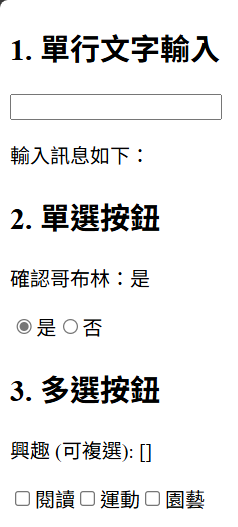 1. 單行文字輸入
輸入訊息如下：
2. 單選按鈕
確認哥布林：是
是 否
3. 多選按鈕
興趣 (可複選): []
閱讀 運動 園藝